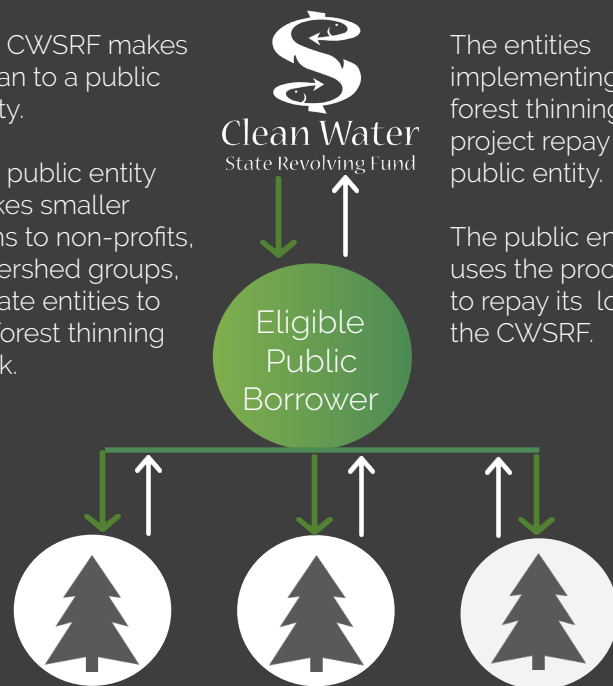 CWSRF makes
an to a public
ty.
public entity
kes smaller
ns to non-profits,
ershed groups,
ate entities to
forest thinning
k.
Clean Water
State Revolving Fund
The entities
implementing
forest thinning
project repay
public entity.
The public en
uses the proc
to repay its lo
the CWSRF.
Eligible
Public
Borrower